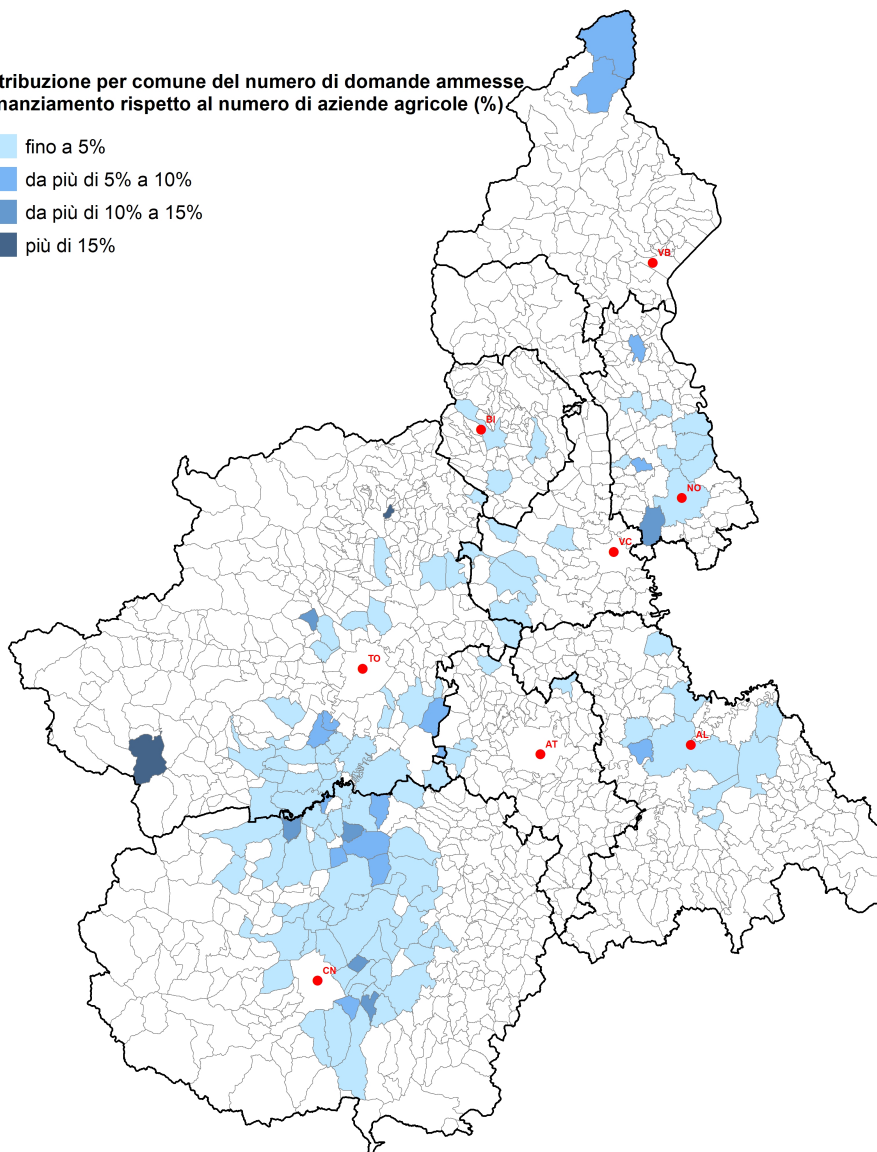 tribuzione per comune del numero di domande ammesse
nanziamento rispetto al numero di aziende agricole (%)
fino a 5%
da più di 5% a 10%
da più di 10% a 15%
più di 15%
VB
BI
NO
VC
TO
AT
AL
CN